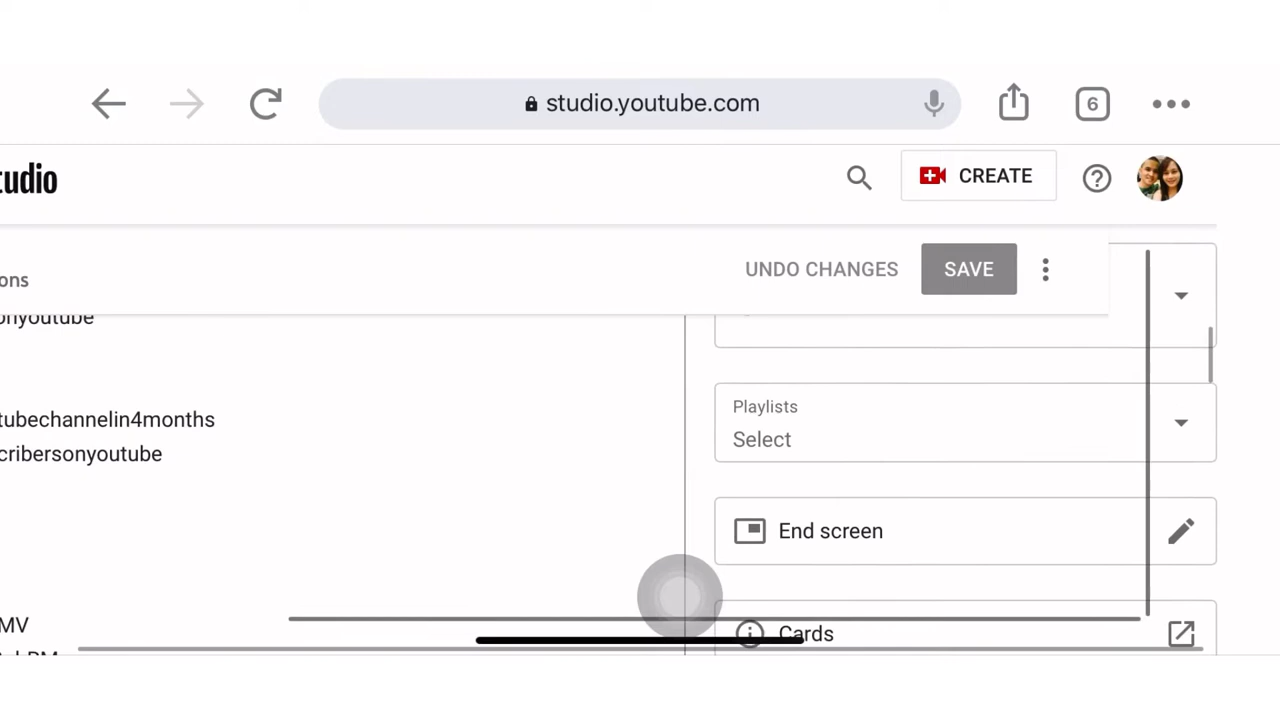 studio.youtube.com
6
tudio
CREATE
ons
UNDO CHANGES
SAVE
onyoutube
tubechannelin4months
cribersonyoutube
MV
Playlists
Select
End screen
Cards